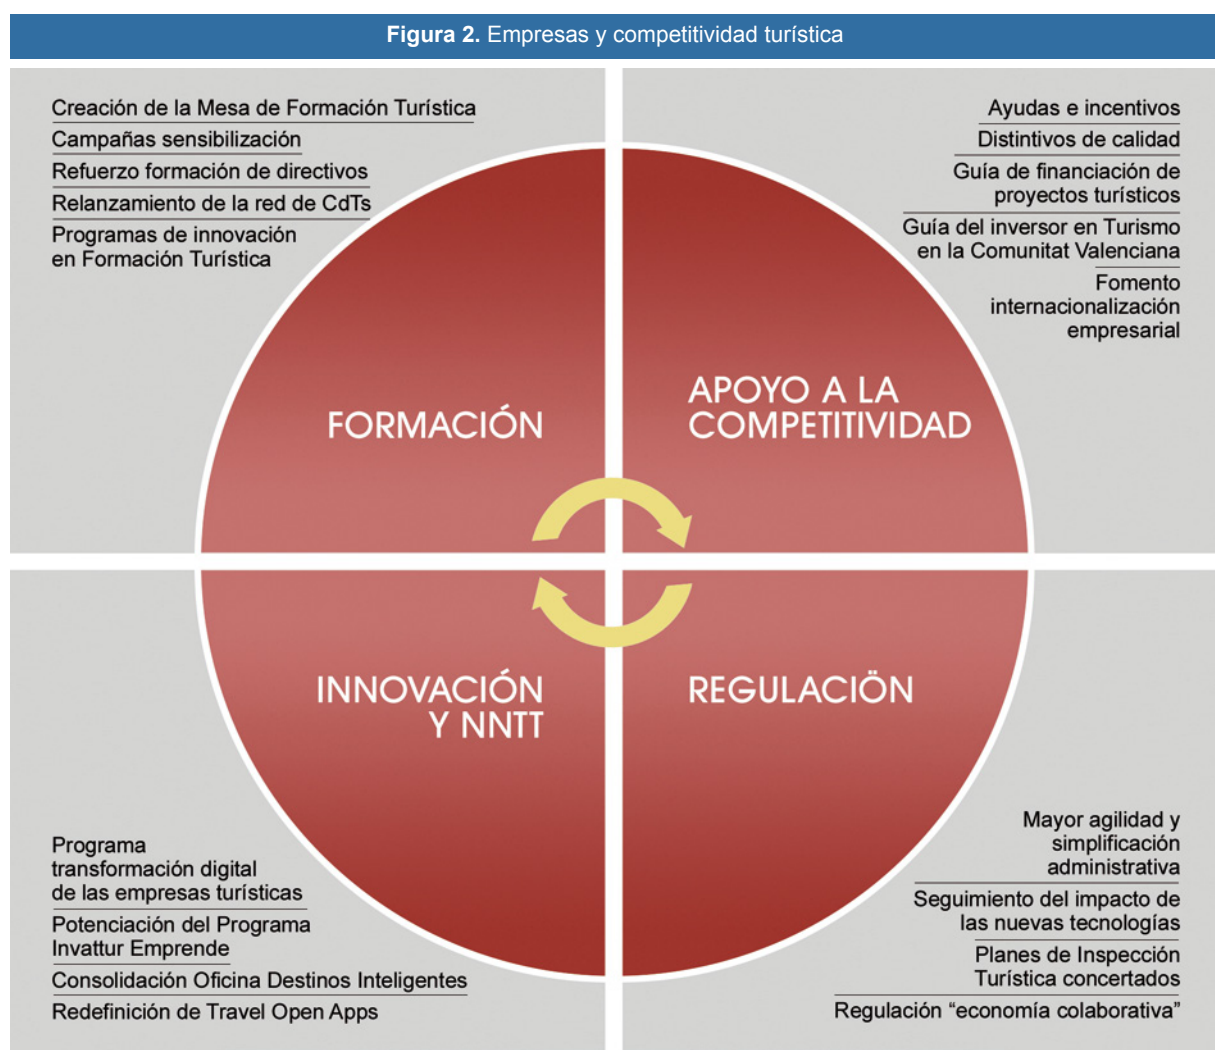 Figura 2. Empresas y competitividad turística
Creación de la Mesa de Formación Turística
Campañas sensibilización
Refuerzo formación de directivos
Relanzamiento de la red de CdTs
Programas de innovación
en Formación Turística
FORMACIÓN
Ayudas e incentivos
Distintivos de calidad
Guía de financiación de
proyectos turísticos
Guía del inversor en Turismo
en la Comunitat Valenciana
Fomento
internacionalización
empresarial
APOYO A LA
COMPETITIVIDAD
INNOVACIÓN
Y NNTT
Programa
transformación digital
de las empresas turísticas
Potenciación del Programa
Invattur Emprende
Consolidación Oficina Destinos Inteligentes
Redefinición de Travel Open Apps
REGULACIÖN
Mayor agilidad y
simplificación
administrativa
Seguimiento del impacto de
las nuevas tecnologías
Planes de Inspección
Turística concertados
Regulación “economía colaborativa”